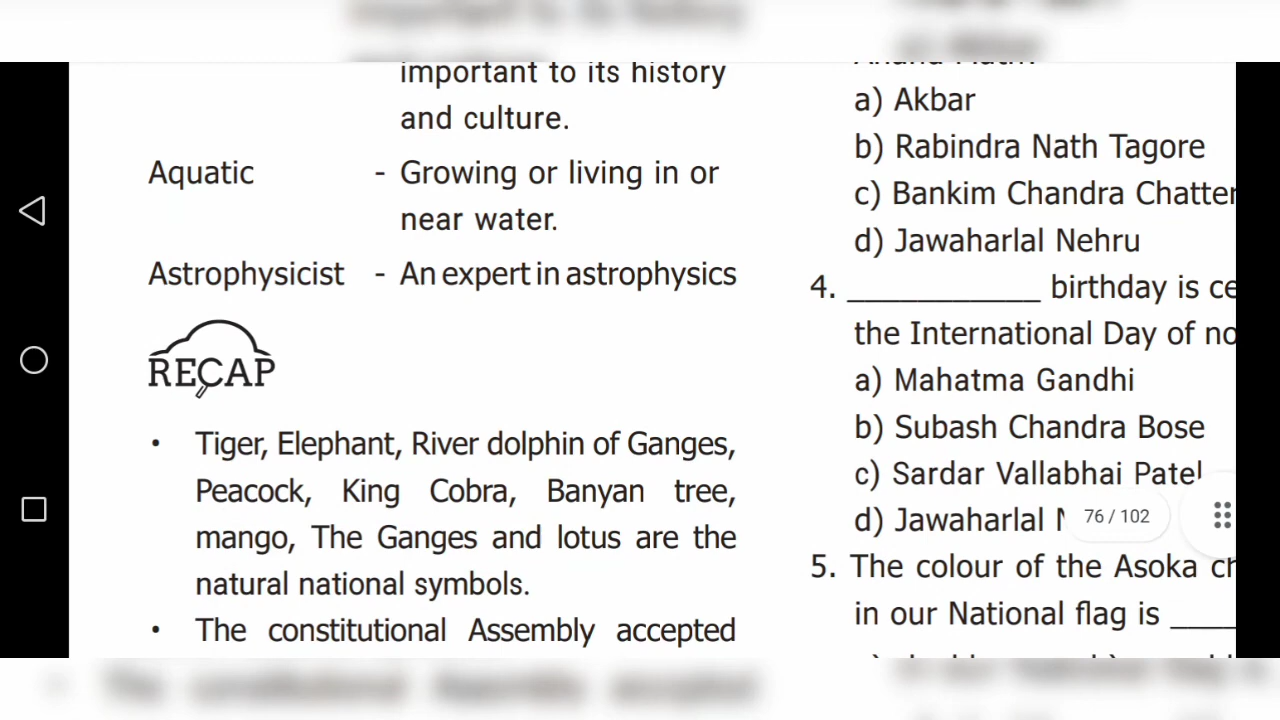 important to its history
and culture.
Aquatic - Growing or living in or
near water.
Astrophysicist - An expert in astrophysics
RECAP
• Tiger, Elephant, River dolphin of Ganges,
Peacock, King Cobra, Banyan tree,
mango, The Ganges and lotus are the
natural national symbols.
• The constitutional Assembly accepted
a) Akbar
b) Rabindra Nath Tagore
c) Bankim Chandra Chatter
d) Jawaharlal Nehru
4. ____________ birthday is ce
the International Day of no
a) Mahatma Gandhi
b) Subash Chandra Bose
c) Sardar Vallabhai Patel
d) Jawaharlal N
76 / 102
5. The colour of the Asoka ch
in our National flag is ____